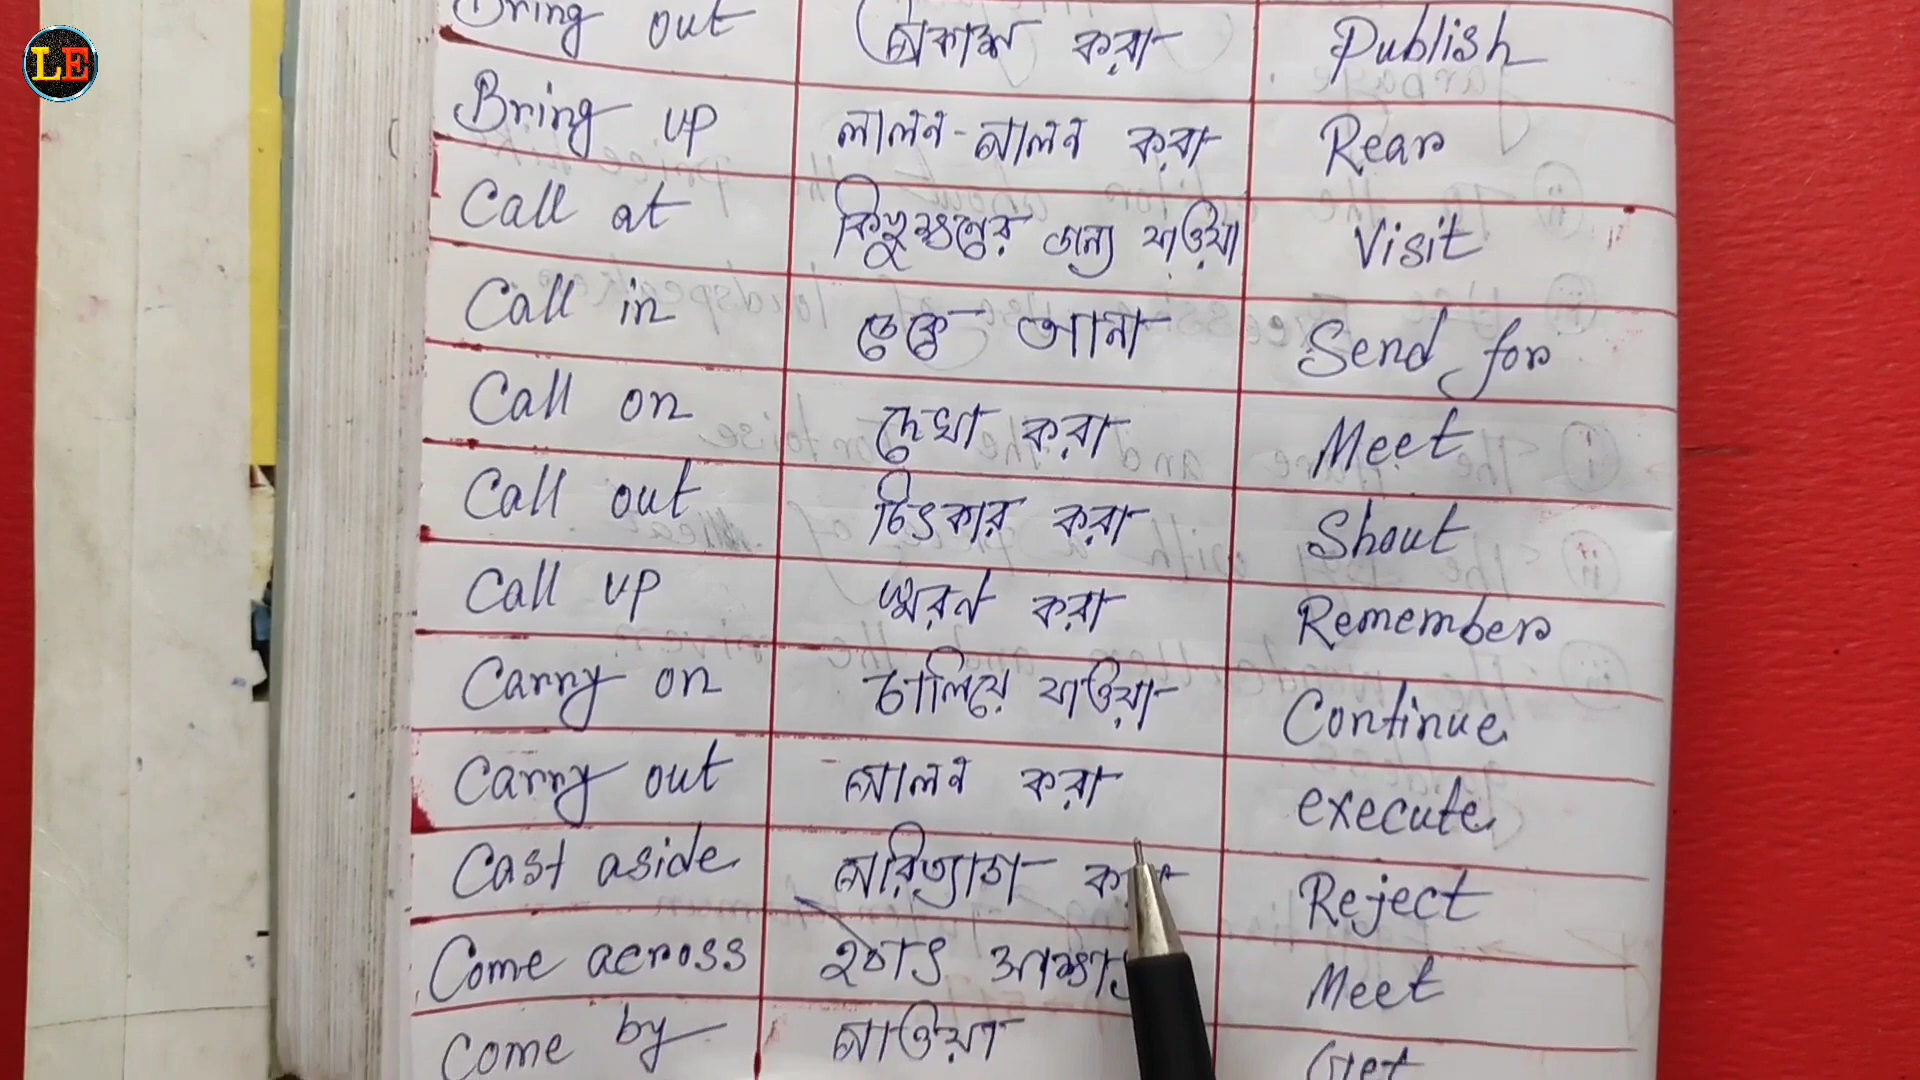 LE
Bring out প্রকাশ করা Publish
Bring up লালন-পালন করা Rear
Call at কিছুক্ষণের জন্য যাওয়া Visit
Call in ডেকে আনা Send for
Call on দেখা করা Meet
Call out চিৎকার করা Shout
Call up স্মরণ করা Remember
Carry on চালিয়ে যাওয়া Continue
Carry out পালন করা execute
Cast aside পরিত্যাগ Reject
Come across হঠাৎ Meet
Come by পাওয়া Get